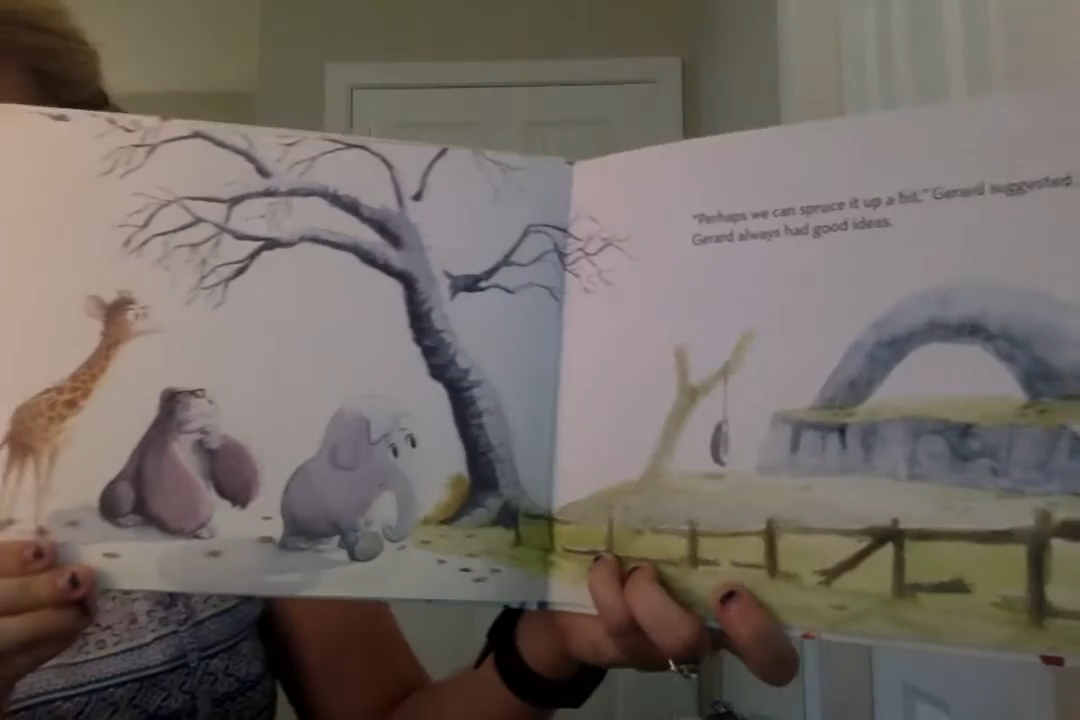 "Perhaps we can spruce it up a bit." Gerard suggested.
Gerard always had good ideas.